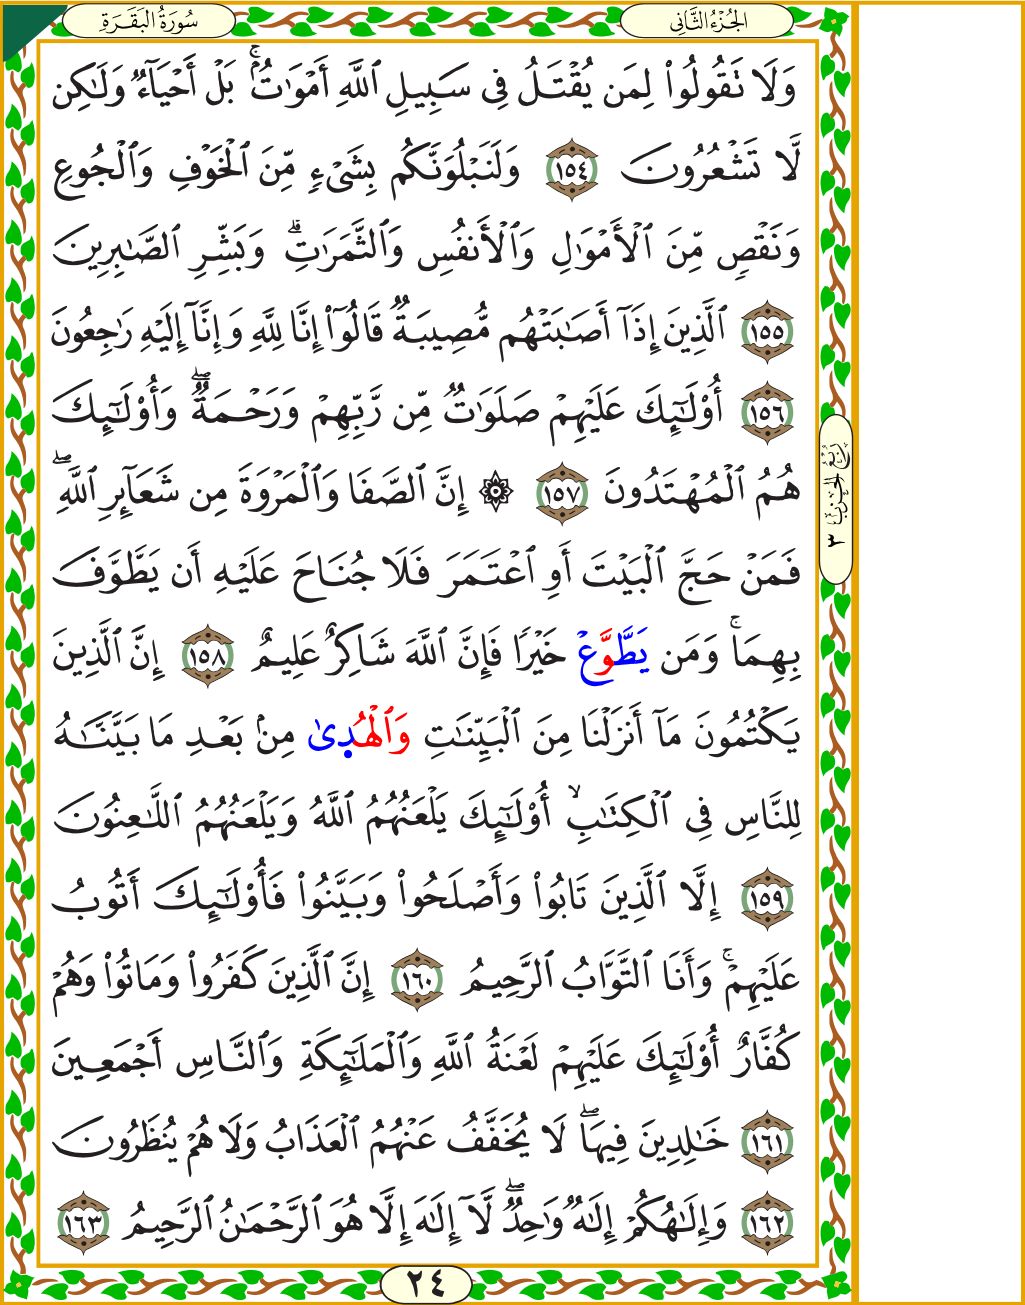 الجُزْءُ الثَّانِي
سُورَةُ البَقَرَةِ
وَلَا تَقُولُوا۟ لِمَن يُقْتَلُ فِى سَبِيلِ ٱللَّهِ أَمْوَٰتٌۢ ۚ بَلْ أَحْيَآءٌ وَلَٰكِن
لَّا تَشْعُرُونَ ١٥٤ وَلَنَبْلُوَنَّكُم بِشَىْءٍ مِّنَ ٱلْخَوْفِ وَٱلْجُوعِ
وَنَقْصٍ مِّنَ ٱلْأَمْوَٰلِ وَٱلْأَنفُسِ وَٱلثَّمَرَٰتِ ۗ وَبَشِّرِ ٱلصَّٰبِرِينَ
١٥٥ ٱلَّذِينَ إِذَآ أَصَٰبَتْهُم مُّصِيبَةٌ قَالُوٓا۟ إِنَّا لِلَّهِ وَإِنَّآ إِلَيْهِ رَٰجِعُونَ
١٥٦ أُو۟لَٰٓئِكَ عَلَيْهِمْ صَلَوَٰتٌ مِّن رَّبِّهِمْ وَرَحْمَةٌ ۖ وَأُو۟لَٰٓئِكَ
هُمُ ٱلْمُهْتَدُونَ ١٥٧ ۞ إِنَّ ٱلصَّفَا وَٱلْمَرْوَةَ مِن شَعَآئِرِ ٱللَّهِ ۖ
فَمَنْ حَجَّ ٱلْبَيْتَ أَوِ ٱعْتَمَرَ فَلَا جُنَاحَ عَلَيْهِ أَن يَطَّوَّفَ
بِهِمَا ۚ وَمَن يَطَّوَّعْ خَيْرًا فَإِنَّ ٱللَّهَ شَاكِرٌ عَلِيمٌ ١٥٨ إِنَّ ٱلَّذِينَ
يَكْتُمُونَ مَآ أَنزَلْنَا مِنَ ٱلْبَيِّنَٰتِ وَٱلْهُدِىٰ مِنۢ بَعْدِ مَا بَيَّنَّٰهُ
لِلنَّاسِ فِى ٱلْكِتَٰبِ ۙ أُو۟لَٰٓئِكَ يَلْعَنُهُمُ ٱللَّهُ وَيَلْعَنُهُمُ ٱللَّٰعِنُونَ
١٥٩ إِلَّا ٱلَّذِينَ تَابُوا۟ وَأَصْلَحُوا۟ وَبَيَّنُوا۟ فَأُو۟لَٰٓئِكَ أَتُوبُ
عَلَيْهِمْ ۚ وَأَنَا ٱلتَّوَّابُ ٱلرَّحِيمُ ١٦٠ إِنَّ ٱلَّذِينَ كَفَرُوا۟ وَمَاتُوا۟ وَهُمْ
كُفَّارٌ أُو۟لَٰٓئِكَ عَلَيْهِمْ لَعْنَةُ ٱللَّهِ وَٱلْمَلَٰٓئِكَةِ وَٱلنَّاسِ أَجْمَعِينَ
١٦١ خَٰلِدِينَ فِيهَا ۖ لَا يُخَفَّفُ عَنْهُمُ ٱلْعَذَابُ وَلَا هُمْ يُنظَرُونَ
١٦٢ وَإِلَٰهُكُمْ إِلَٰهٌ وَٰحِدٌ ۖ لَّآ إِلَٰهَ إِلَّا هُوَ ٱلرَّحْمَٰنُ ٱلرَّحِيمُ ١٦٣
رُبُعُ الحِزْبِ ٣
٢٤